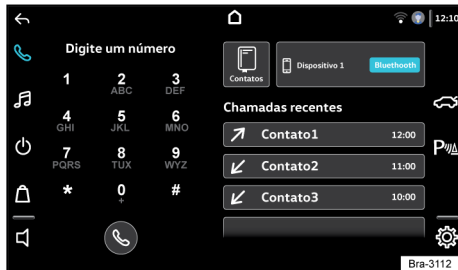 12:10
Digite um número
1
2
ABC
3
DEF
4
GHI
5
JKL
6
MNO
7
PQRS
8
TUX
9
WYZ
*
0
+
#
Contatos
Dispositivo 1
Bluethooth
Chamadas recentes
Contato1 12:00
Contato2 11:00
Contato3 10:00
P
Bra-3112